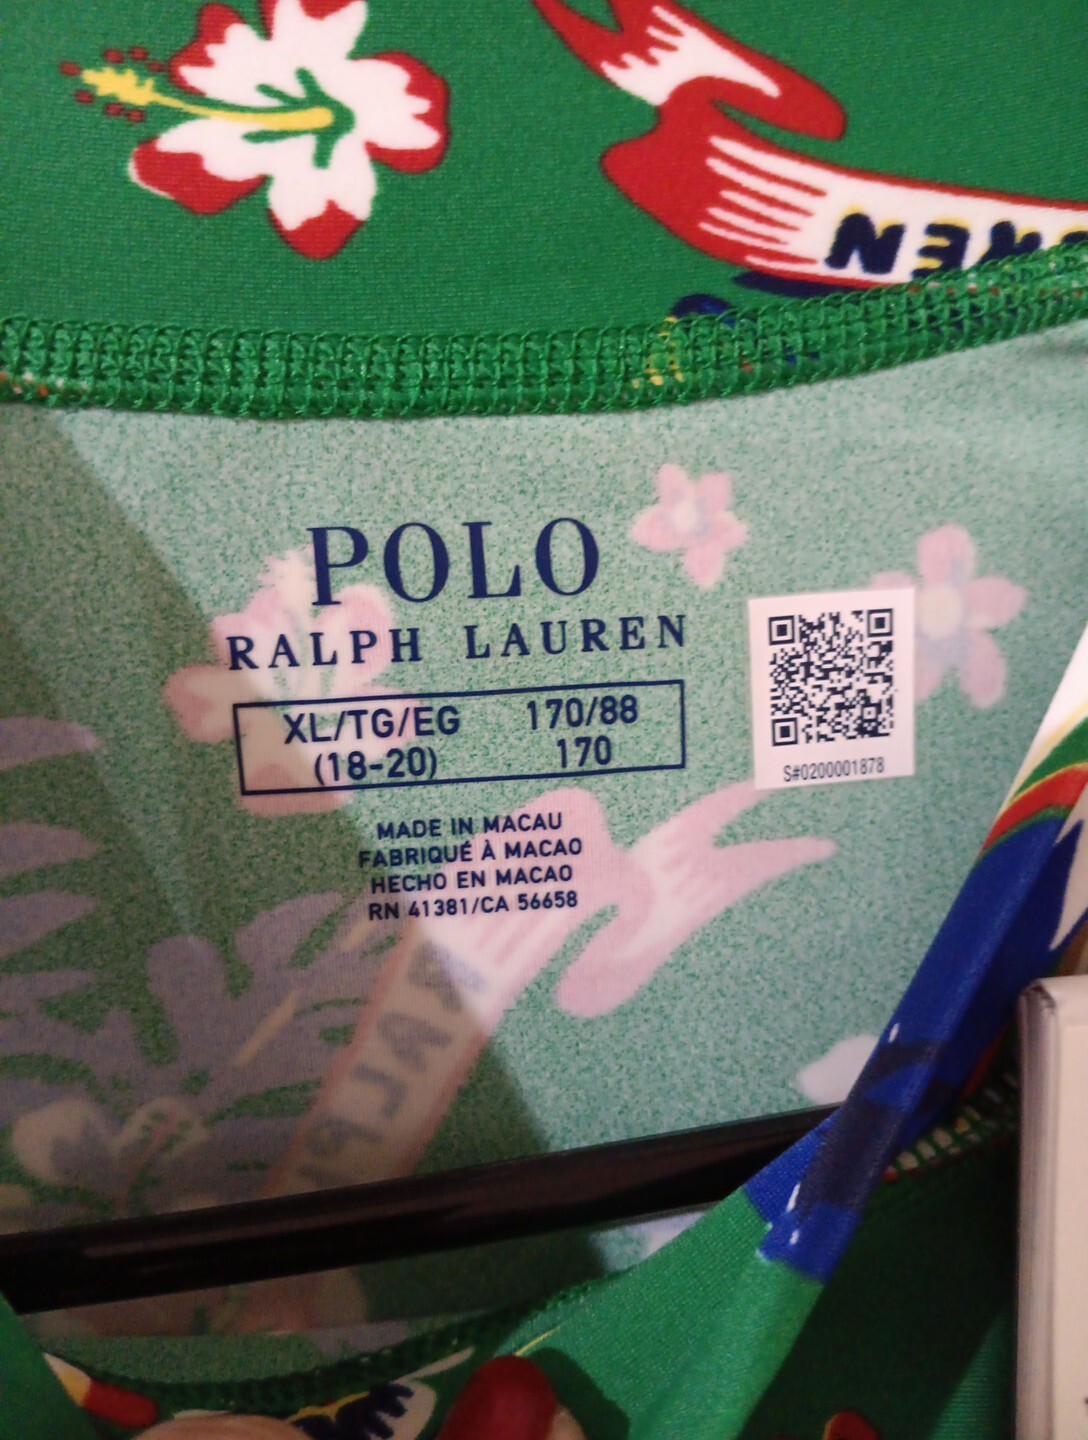 POLO
RALPH LAUREN
XL/TG/EG 170/88
(18-20) 170
S#0200001878
MADE IN MACAU
FABRIQUÉ À MACAO
HECHO EN MACAO
RN 41381/CA 56658